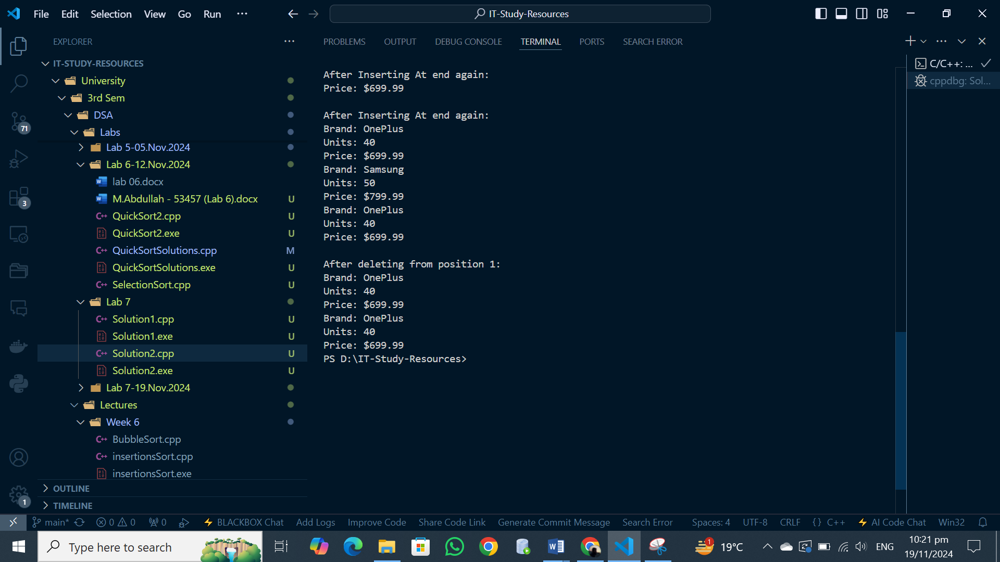 File Edit Selection View Go Run ...
IT-Study-Resources
EXPLORER
IT-STUDY-RESOURCES
University
3rd Sem
DSA
Labs
Lab 5-05.Nov.2024
Lab 6-12.Nov.2024
lab 06.docx
M.Abdullah - 53457 (Lab 6).docx U
QuickSort2.cpp U
QuickSort2.exe U
QuickSortSolutions.cpp M
QuickSortSolutions.exe U
SelectionSort.cpp U
Lab 7
Solution1.cpp U
Solution1.exe U
Solution2.cpp U
Solution2.exe U
Lab 7-19.Nov.2024
Lectures
Week 6
BubbleSort.cpp
insertionsSort.cpp
insertionsSort.exe
OUTLINE
TIMELINE
71
3
1
PROBLEMS OUTPUT DEBUG CONSOLE TERMINAL PORTS SEARCH ERROR
After Inserting At end again:
Price: $699.99
After Inserting At end again:
Brand: OnePlus
Units: 40
Price: $699.99
Brand: Samsung
Units: 50
Price: $799.99
Brand: OnePlus
Units: 40
Price: $699.99
After deleting from position 1:
Brand: OnePlus
Units: 40
Price: $699.99
Brand: OnePlus
Units: 40
Price: $699.99
PS D:\IT-Study-Resources>
C/C++: ...
cppdbg: Sol...
main* 0 0 0 BLACKBOX Chat Add Logs Improve Code Share Code Link Generate Commit Message Search Error Spaces: 4 UTF-8 CRLF {} C++ AI Code Chat Win32
Type here to search
1 19°C ENG 10:21 pm
19/11/2024